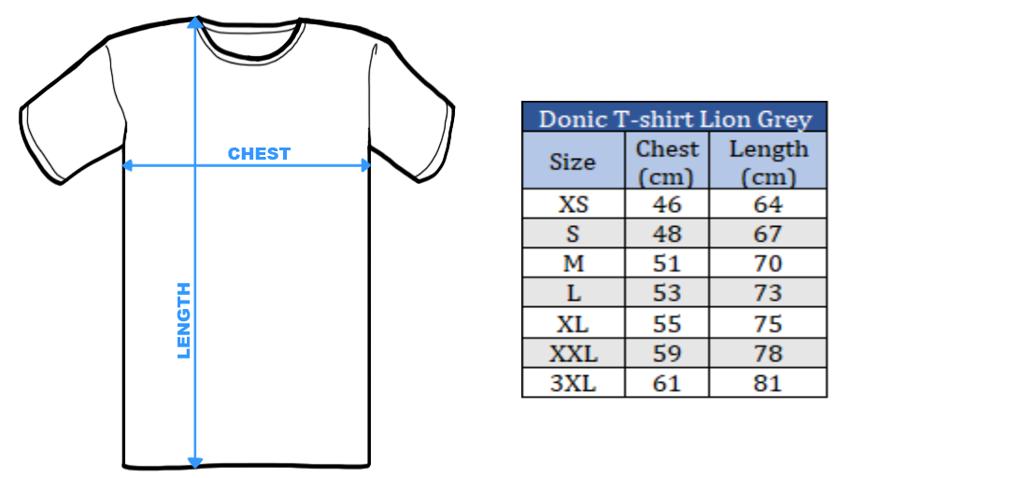 CHEST
LENGTH
Donic T-shirt Lion Grey
Size Chest (cm) Length (cm)
XS 46 64
S 48 67
M 51 70
L 53 73
XL 55 75
XXL 59 78
3XL 61 81